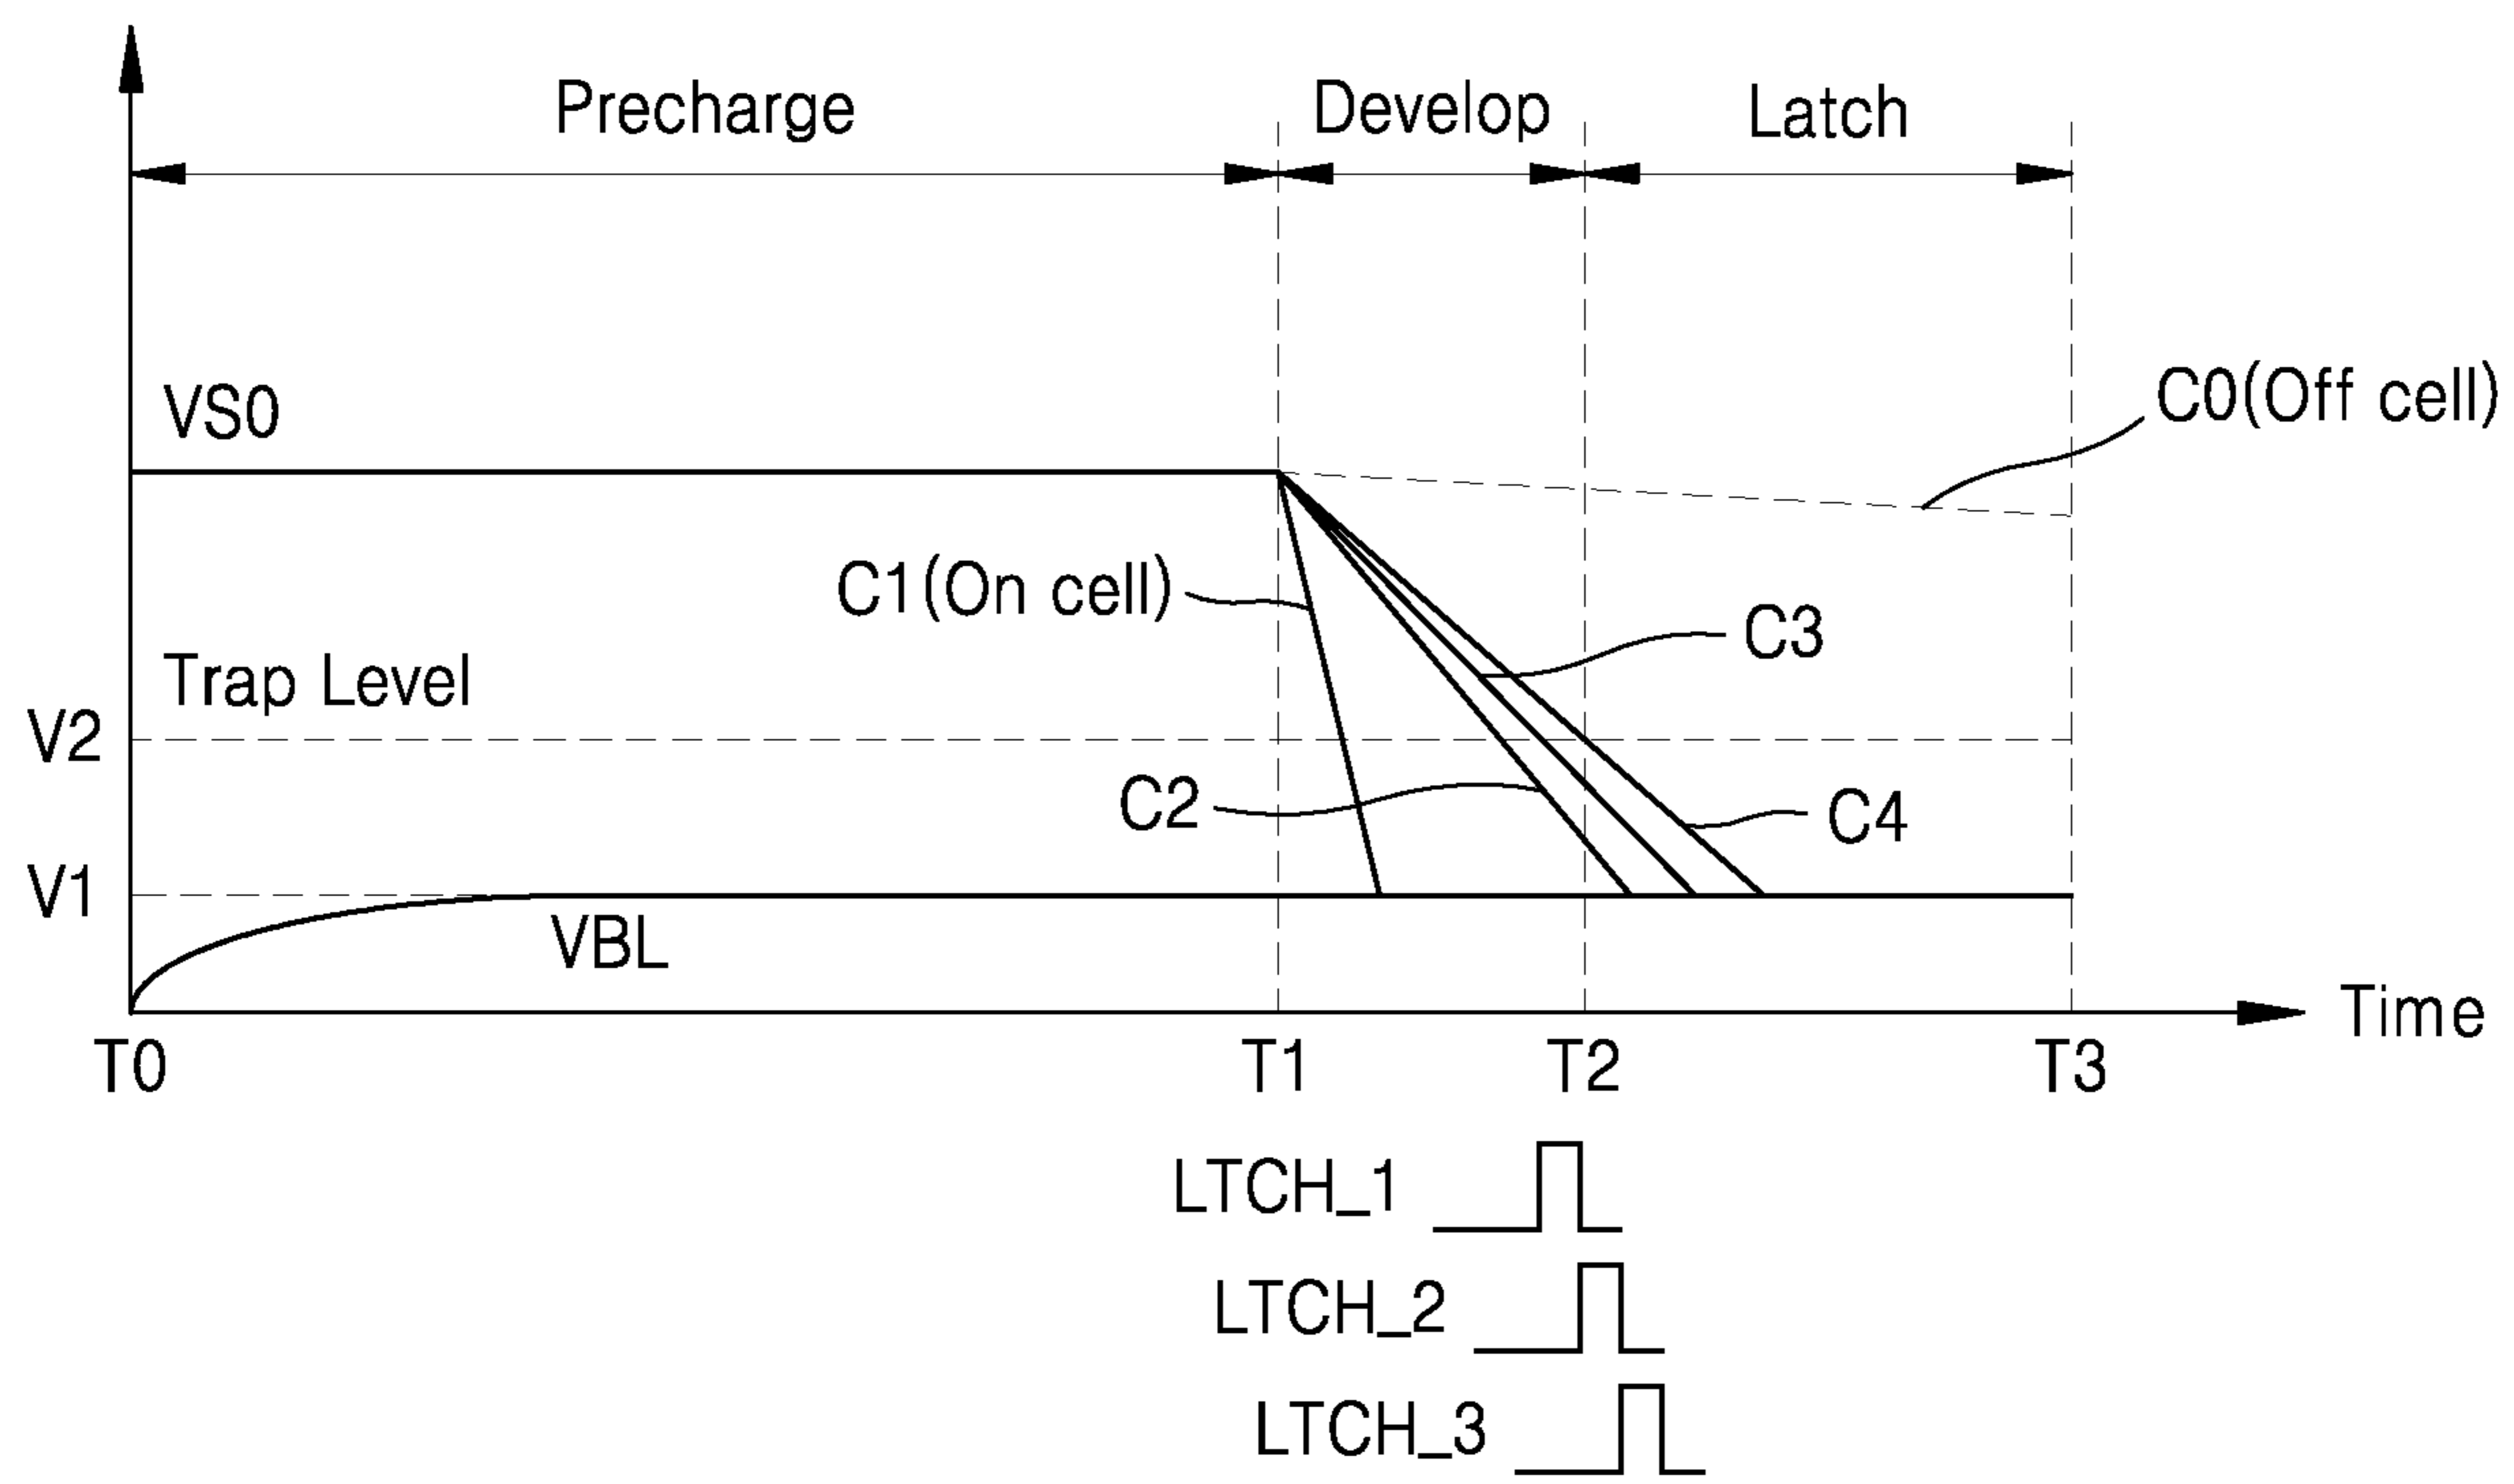 Precharge
Develop
Latch
VSO
C0(Off cell)
C1(On cell)
C3
Trap Level
V2
C2
C4
V1
VBL
Time
T0
T1
T2
T3
LTCH_1
LTCH_2
LTCH_3